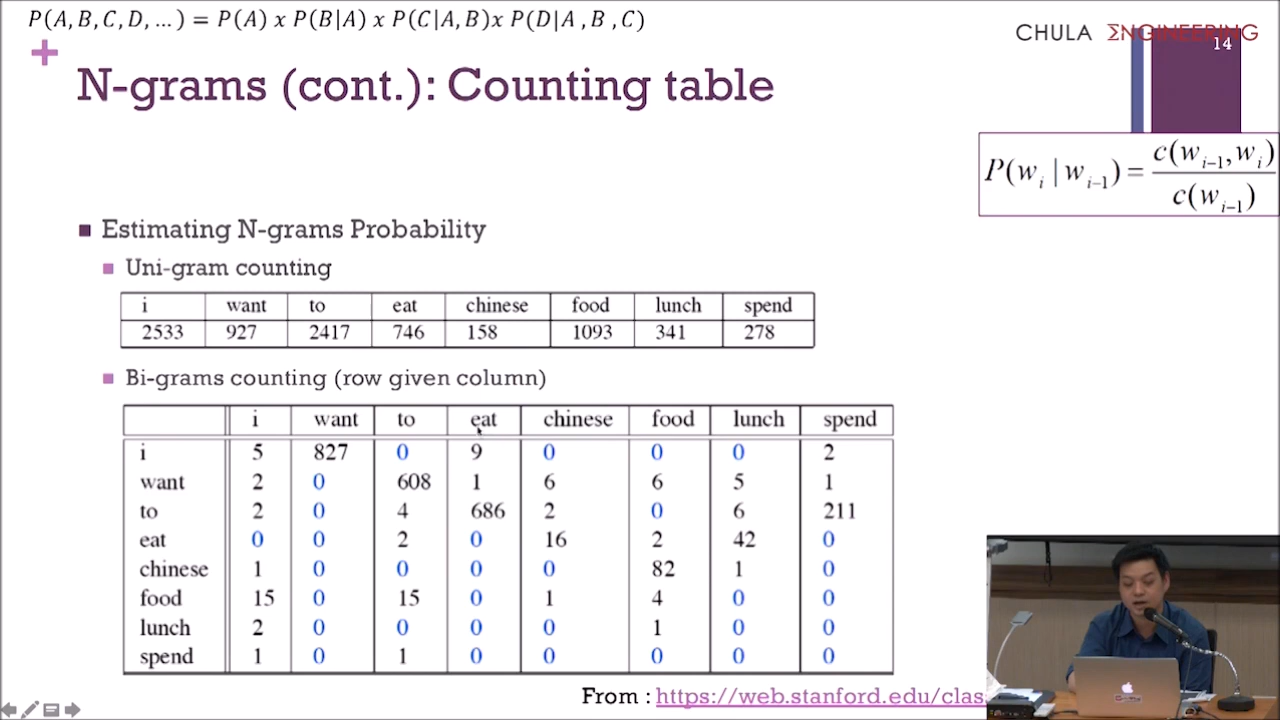 P(A,B,C,D,…) = P(A) x P(B|A) x P(C|A,B)x P(D|A ,B ,C)
CHULA ΣNGINEERING
14
+
N-grams (cont.): Counting table
P(w_i | w_{i-1}) = c(w_{i-1}, w_i) / c(w_{i-1})
Estimating N-grams Probability
Uni-gram counting
i want to eat chinese food lunch spend
2533 927 2417 746 158 1093 341 278
Bi-grams counting (row given column)
i want to eat chinese food lunch spend
i 5 827 0 9 0 0 0 2
want 2 0 608 1 6 6 5 1
to 2 0 4 686 2 0 6 211
eat 0 0 2 0 16 2 42 0
chinese 1 0 0 0 0 82 1 0
food 15 0 15 0 1 4 0 0
lunch 2 0 0 0 0 1 0 0
spend 1 0 1 0 0 0 0 0
From : https://web.stanford.edu/clas